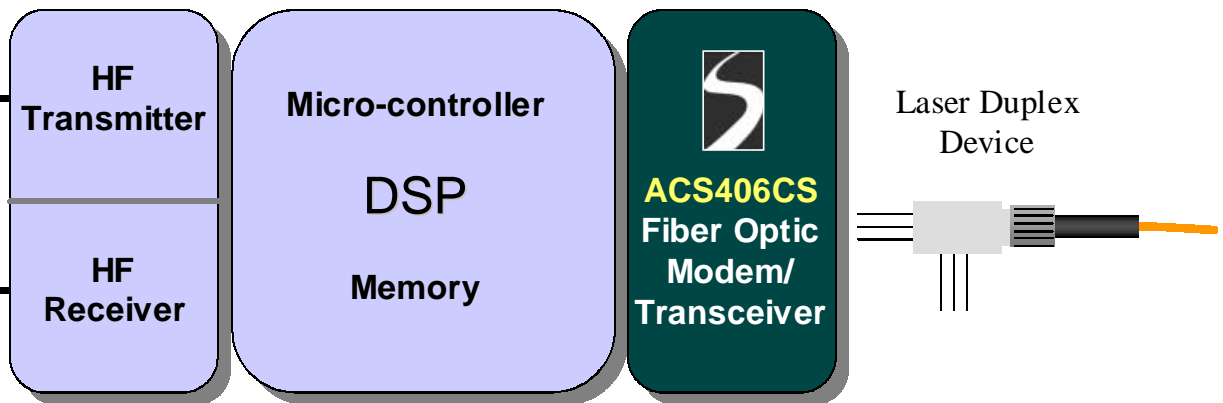 HF
Transmitter
HF
Receiver
Micro-controller
DSP
Memory
ACS406CS
Fiber Optic
Modem/
Transceiver
Laser Duplex
Device